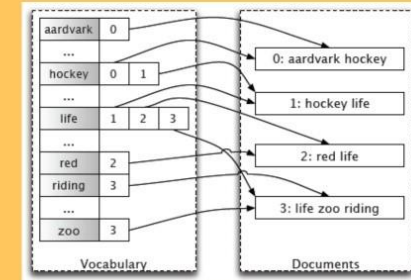 aardvark 0
...
hockey 0 1
...
life 1 2 3
...
red 2
riding 3
...
zoo 3
Vocabulary
0: aardvark hockey
1: hockey life
2: red life
3: life zoo riding
Documents